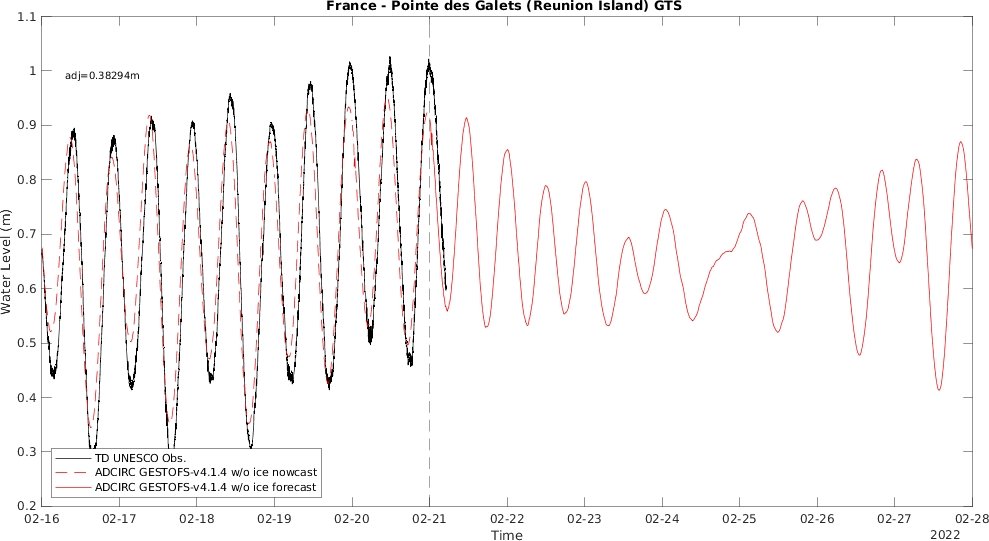 France - Pointe des Galets (Reunion Island) GTS
1.1
1
0.9
0.8
0.7
0.6
0.5
0.4
0.3
0.2
Water Level (m)
adj=0.38294m
TD UNESCO Obs.
ADCIRC GESTOFS-v4.1.4 w/o ice nowcast
ADCIRC GESTOFS-v4.1.4 w/o ice forecast
02-16 02-17 02-18 02-19 02-20 02-21 02-22 02-23 02-24 02-25 02-26 02-27 02-28
Time
2022